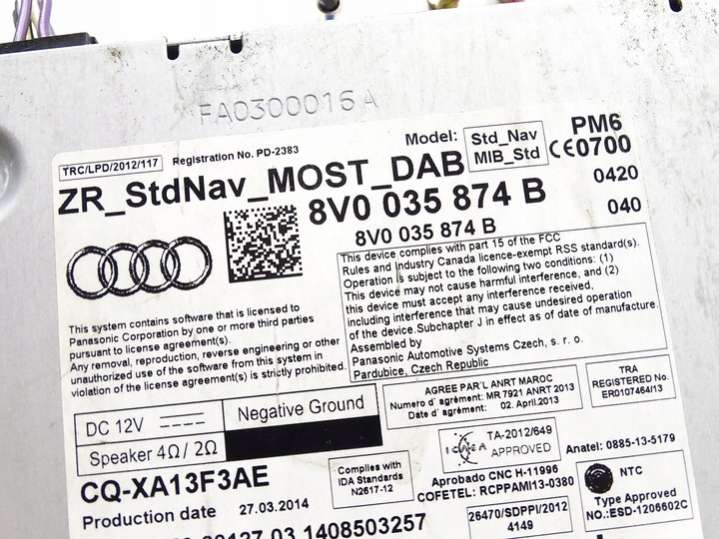 FA0300016A
TRC/LPD/2012/117
Registration No. PD-2383
Model:
Std_Nav
MIB_Std
PM6
CE0700
ZR_StdNav_MOST_DAB
8V0 035 874 B
0420
8V0 035 874 B
040
This device complies with part 15 of the FCC
Rules and Industry Canada licence-exempt RSS standard(s).
Operation is subject to the following two conditions: (1)
This device may not cause harmful interference, and (2)
this device must accept any interference received,
including interference that may cause undesired operation
of the device.Subchapter J in effect as of date of manufacture.
Assembled by
Panasonic Automotive Systems Czech, s. r. o.
Pardubice, Czech Republic
This system contains software that is licensed to
Panasonic Corporation by one or more third parties
pursuant to license agreement(s).
Any removal, reproduction, reverse engineering or other
unauthorized use of the software from this system in
violation of the license agreement(s) is strictly prohibited.
DC 12V
Negative Ground
Speaker 4Ω/ 2Ω
AGREE PAR'L ANRT MAROC
Numero d' agrément: MR 7921 ANRT 2013
Date d' agrément: 02. April.2013
TRA
REGISTERED No.
ER0107464/13
ICASA
TA-2012/649
APPROVED
Anatel: 0885-13-5179
CQ-XA13F3AE
Complies with
IDA Standards
N2617-12
Aprobado CNC H-11996
COFETEL: RCPPAMI13-0380
NTC
Type Approved
NO.:ESD-1206602C
Production date 27.03.2014
26470/SDPPI/2012
4149
03 1408503257